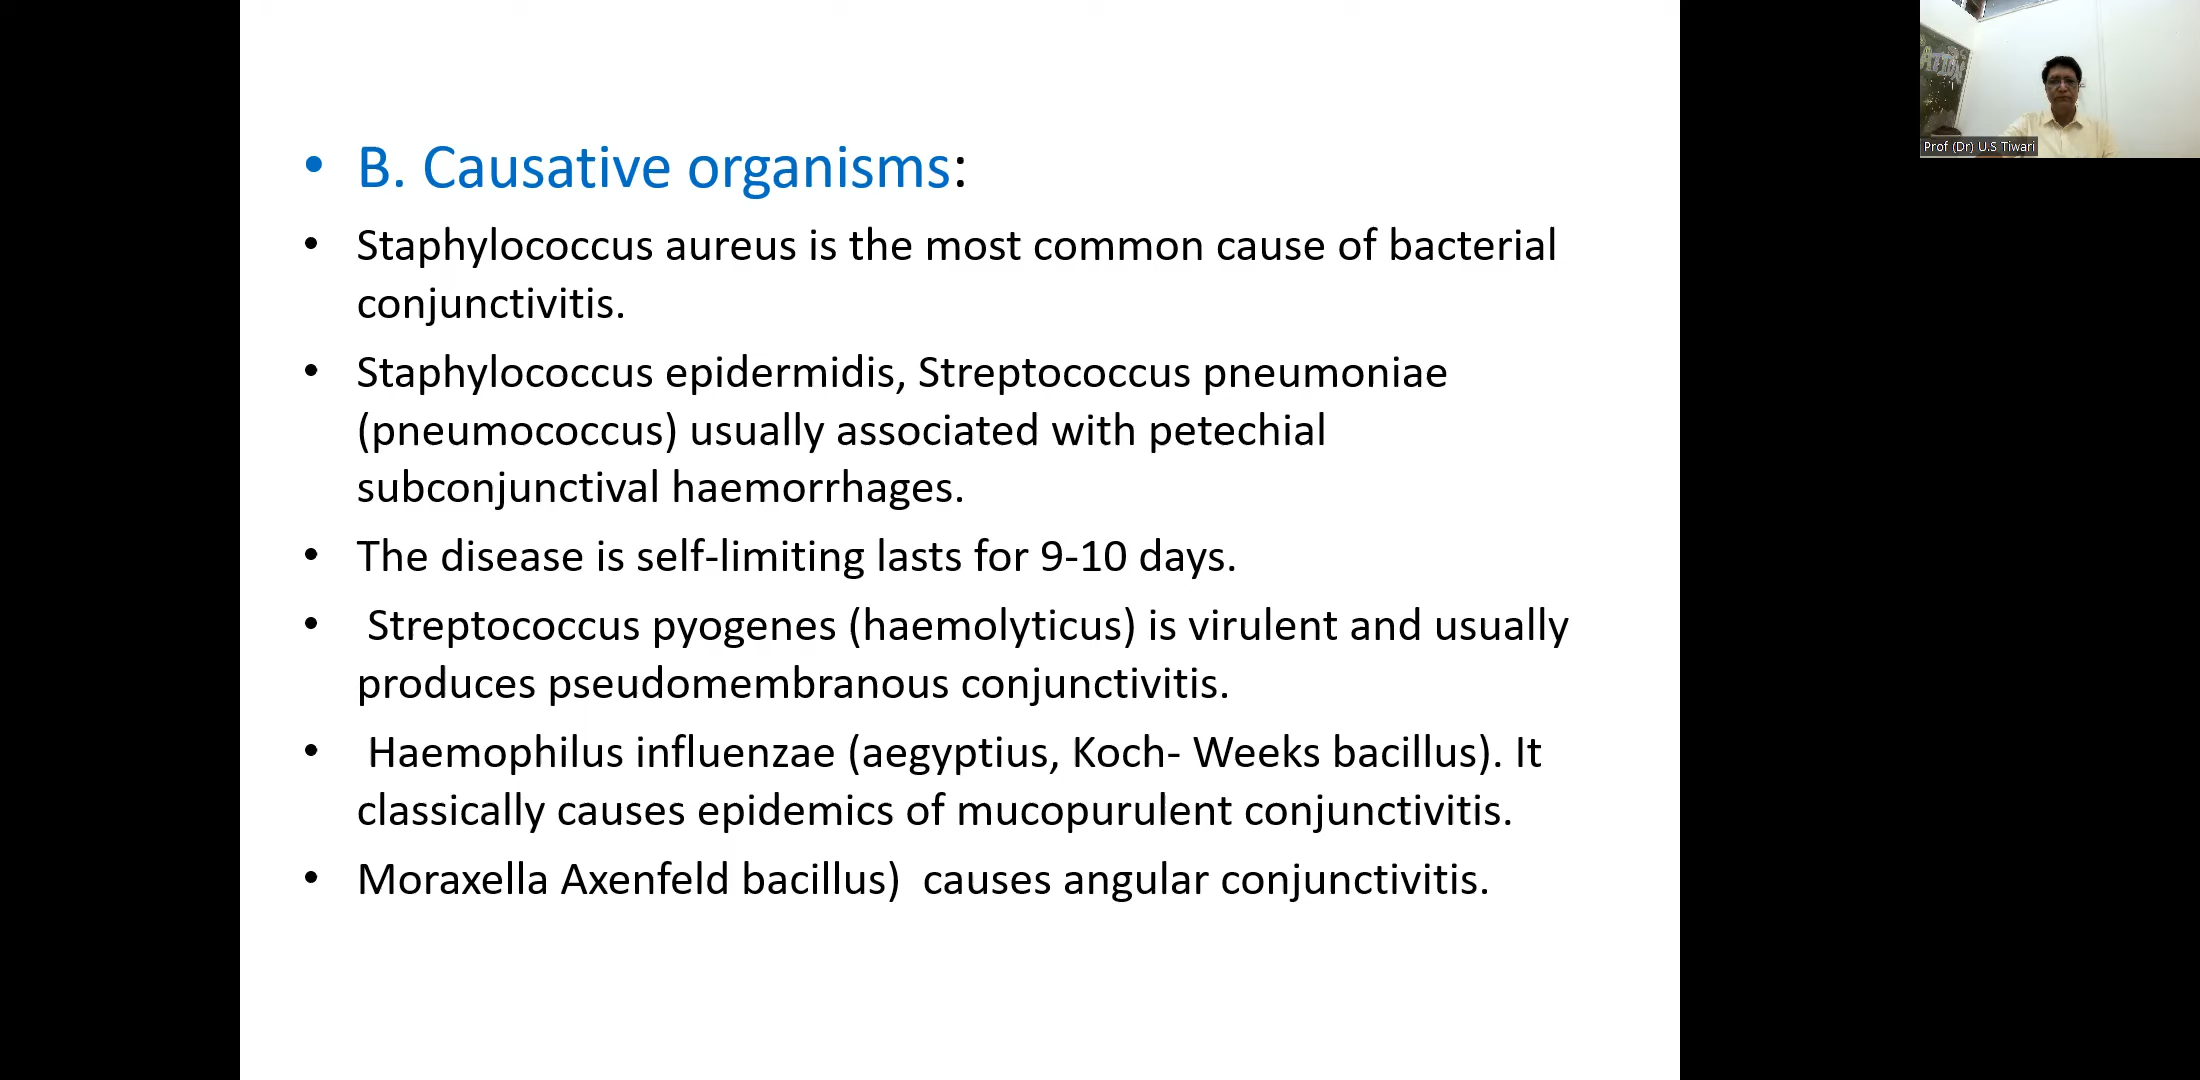 • B. Causative organisms:
• Staphylococcus aureus is the most common cause of bacterial
conjunctivitis.
• Staphylococcus epidermidis, Streptococcus pneumoniae
(pneumococcus) usually associated with petechial
subconjunctival haemorrhages.
• The disease is self-limiting lasts for 9-10 days.
• Streptococcus pyogenes (haemolyticus) is virulent and usually
produces pseudomembranous conjunctivitis.
• Haemophilus influenzae (aegyptius, Koch- Weeks bacillus). It
classically causes epidemics of mucopurulent conjunctivitis.
• Moraxella Axenfeld bacillus)  causes angular conjunctivitis.
Prof (Dr) U.S Tiwari